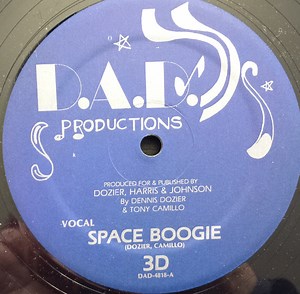 D.A.D.
PRODUCTIONS
PRODUCED FOR & PUBLISHED BY
DOZIER, HARRIS & JOHNSON
By DENNIS DOZIER
& TONY CAMILLO
VOCAL
SPACE BOOGIE
(DOZIER, CAMILLO)
3D
DAD-4818-A